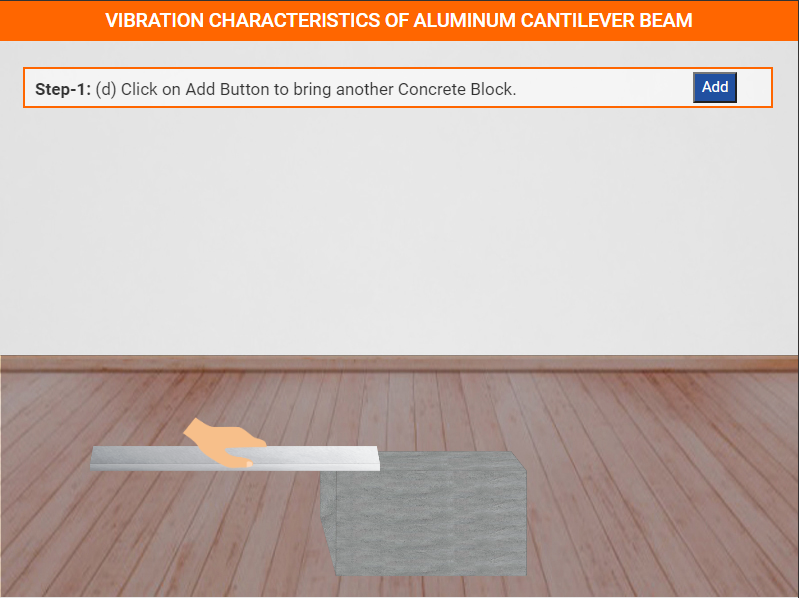 VIBRATION CHARACTERISTICS OF ALUMINUM CANTILEVER BEAM
Step-1: (d) Click on Add Button to bring another Concrete Block.
Add